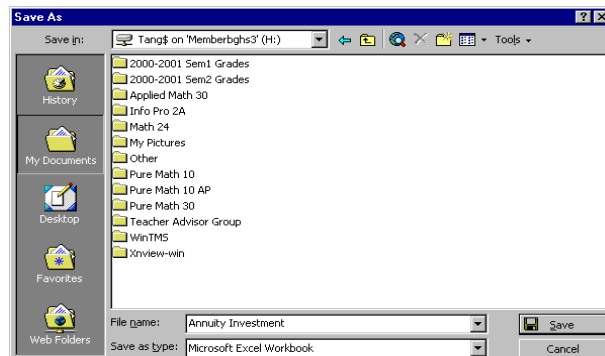 Save As
Save in: Tang$ on 'Memberbghs3' (H:) Tools
History
My Documents
Desktop
Favorites
Web Folders
2000-2001 Sem1 Grades
2000-2001 Sem2 Grades
Applied Math 30
Info Pro 2A
Math 24
My Pictures
Other
Pure Math 10
Pure Math 10 AP
Pure Math 30
Teacher Advisor Group
WinTMS
Xnview-win
File name: Annuity Investment Save
Save as type: Microsoft Excel Workbook Cancel